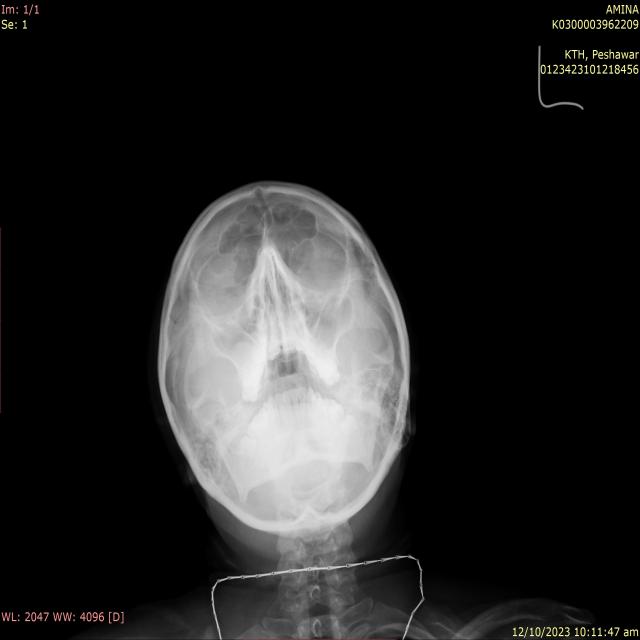 Im: 1/1
Se: 1
AMINA
K0300003962209
KTH, Peshawar
0123423101218456
WL: 2047 WW: 4096 [D]
12/10/2023 10:11:47 am